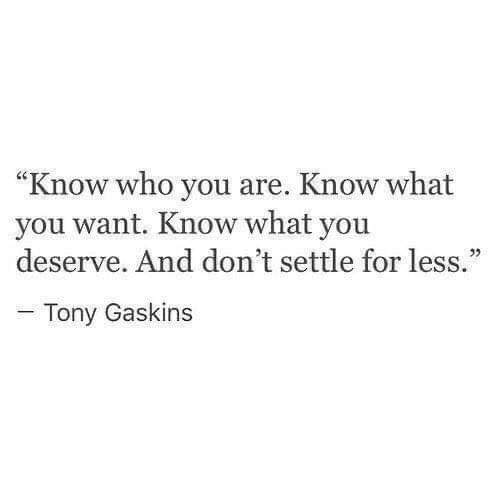 “Know who you are. Know what
you want. Know what you
deserve. And don’t settle for less.”
— Tony Gaskins